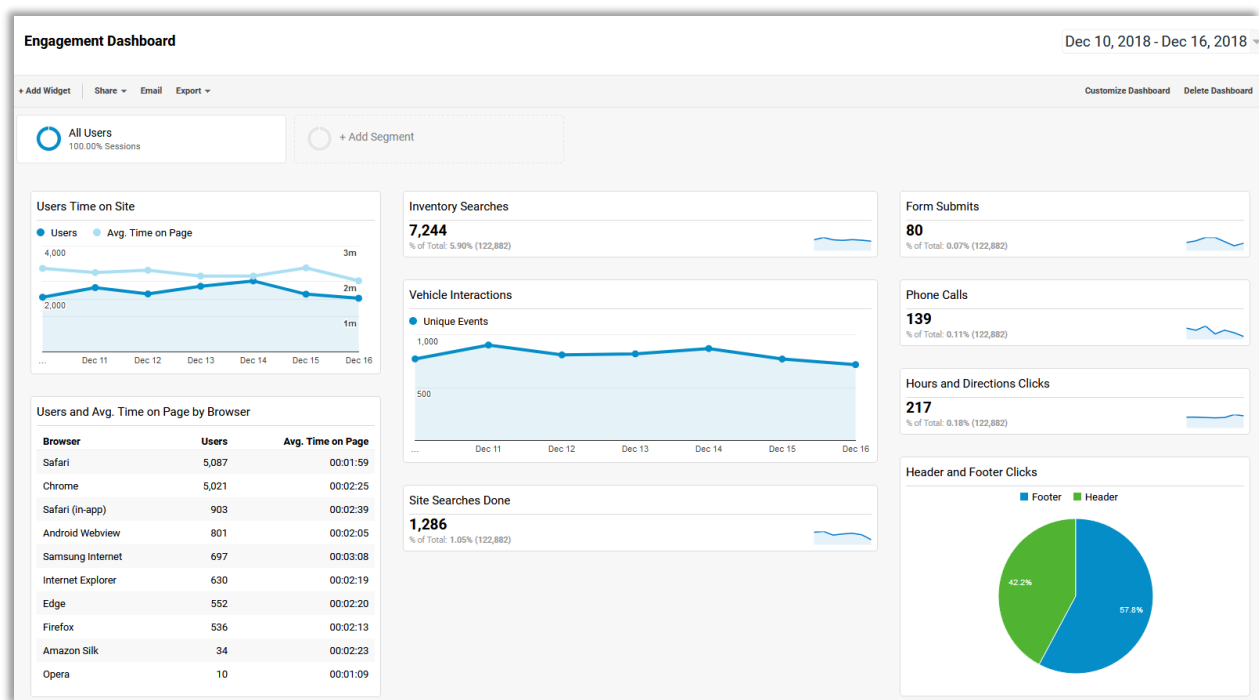 Engagement Dashboard
Dec 10, 2018 - Dec 16, 2018
+ Add Widget Share Email Export
Customize Dashboard Delete Dashboard
All Users
100.00% Sessions
+ Add Segment
Users Time on Site
Users Avg. Time on Page
4,000 3m
2m
2,000
1m
... Dec 11 Dec 12 Dec 13 Dec 14 Dec 15 Dec 16
Users and Avg. Time on Page by Browser
Browser Users Avg. Time on Page
Safari 5,087 00:01:59
Chrome 5,021 00:02:25
Safari (in-app) 903 00:02:39
Android Webview 801 00:02:05
Samsung Internet 697 00:03:08
Internet Explorer 630 00:02:19
Edge 552 00:02:20
Firefox 536 00:02:13
Amazon Silk 34 00:02:23
Opera 10 00:01:09
Inventory Searches
7,244
% of Total: 5.90% (122,882)
Vehicle Interactions
Unique Events
1,000
500
... Dec 11 Dec 12 Dec 13 Dec 14 Dec 15 Dec 16
Site Searches Done
1,286
% of Total: 1.05% (122,882)
Form Submits
80
% of Total: 0.07% (122,882)
Phone Calls
139
% of Total: 0.11% (122,882)
Hours and Directions Clicks
217
% of Total: 0.18% (122,882)
Header and Footer Clicks
Footer Header
42.2%
57.8%